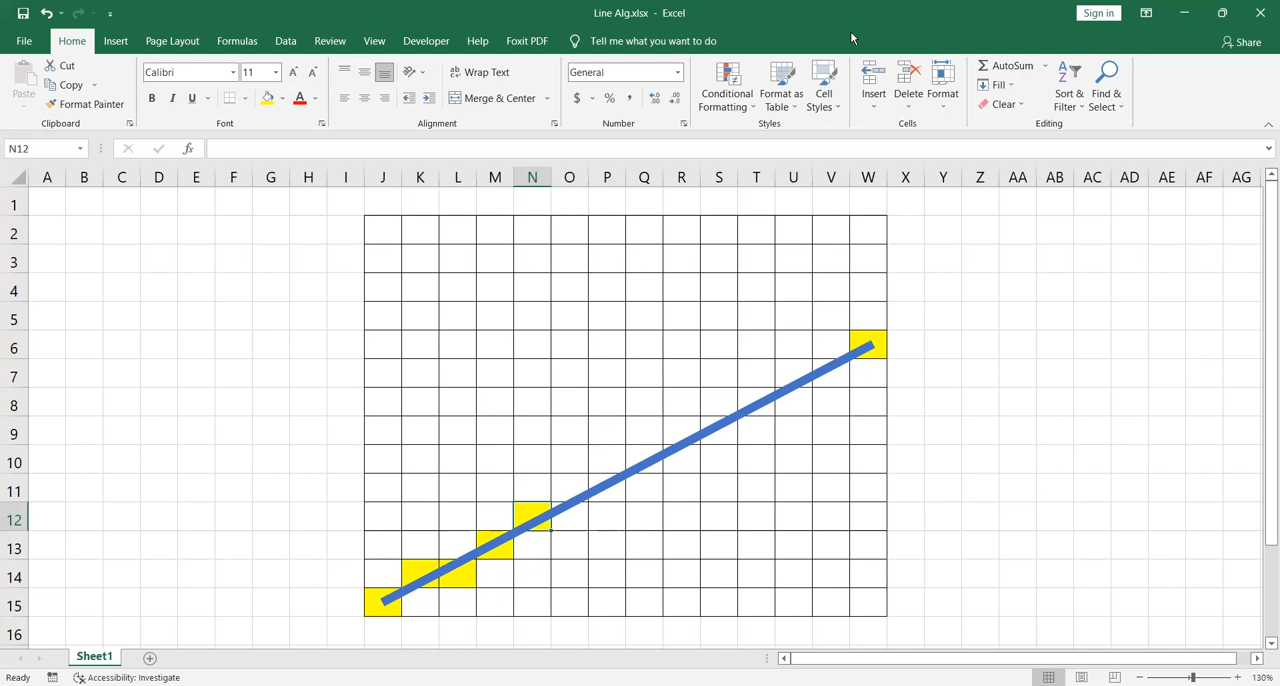 Line Alg.xlsx - Excel
Sign in
File Home Insert Page Layout Formulas Data Review View Developer Help Foxit PDF Tell me what you want to do Share
Paste
Cut
Copy
Format Painter
Clipboard
Calibri 11
B I U
Font
Wrap Text
Merge & Center
Alignment
General
$ % ,
Number
Conditional Formatting
Format as Table
Cell Styles
Styles
Insert
Delete
Format
Cells
AutoSum
Fill
Clear
Sort & Filter
Find & Select
Editing
N12 fx
A B C D E F G H I J K L M N O P Q R S T U V W X Y Z AA AB AC AD AE AF AG
1
2
3
4
5
6
7
8
9
10
11
12
13
14
15
16
Sheet1
Ready Accessibility: Investigate 130%